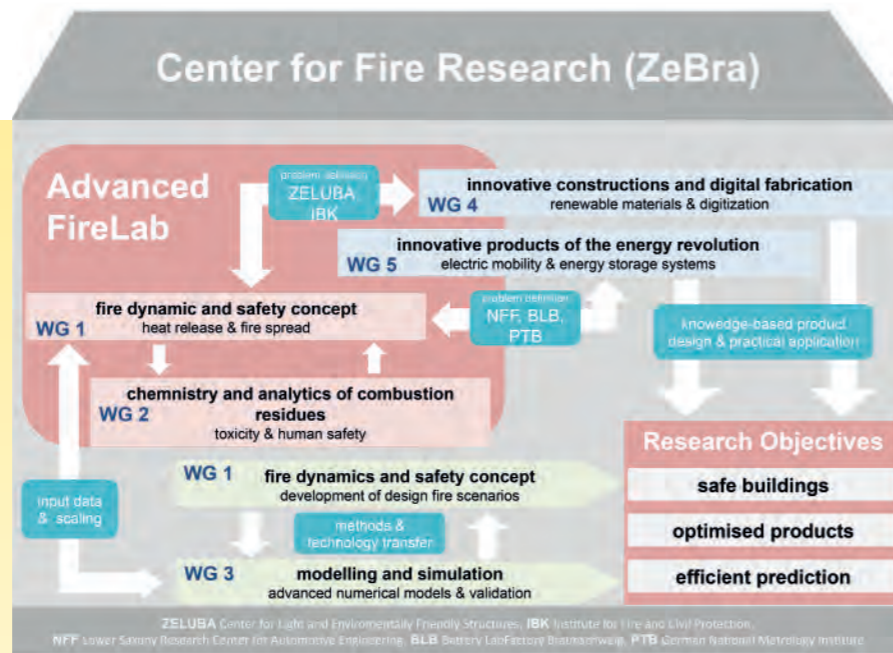 Center for Fire Research (ZeBra)
Advanced
FireLab
problem definition
ZELUBA
IBK
WG 4
innovative constructions and digital fabrication
renewable materials & digitization
WG 5
innovative products of the energy revolution
electric mobility & energy storage systems
WG 1
fire dynamic and safety concept
heat release & fire spread
problem definition
NFF, BLB,
PTB
knowedge-based product
design & practical application
WG 2
chemnistry and analytics of combustion
residues
toxicity & human safety
Research Objectives
WG 1
fire dynamics and safety concept
development of design fire scenarios
safe buildings
input data
& scaling
methods &
technology transfer
optimised products
WG 3
modelling and simulation
advanced numerical models & validation
efficient prediction
ZELUBA Center for Light and Enviromentally Friendly Structures, IBK Institute for Fire and Civil Protection,
NFF Lower Saxony Research Center for Automotive Engineering, BLB Battery LabFactory Braunschweig, PTB German National Metrology Institute